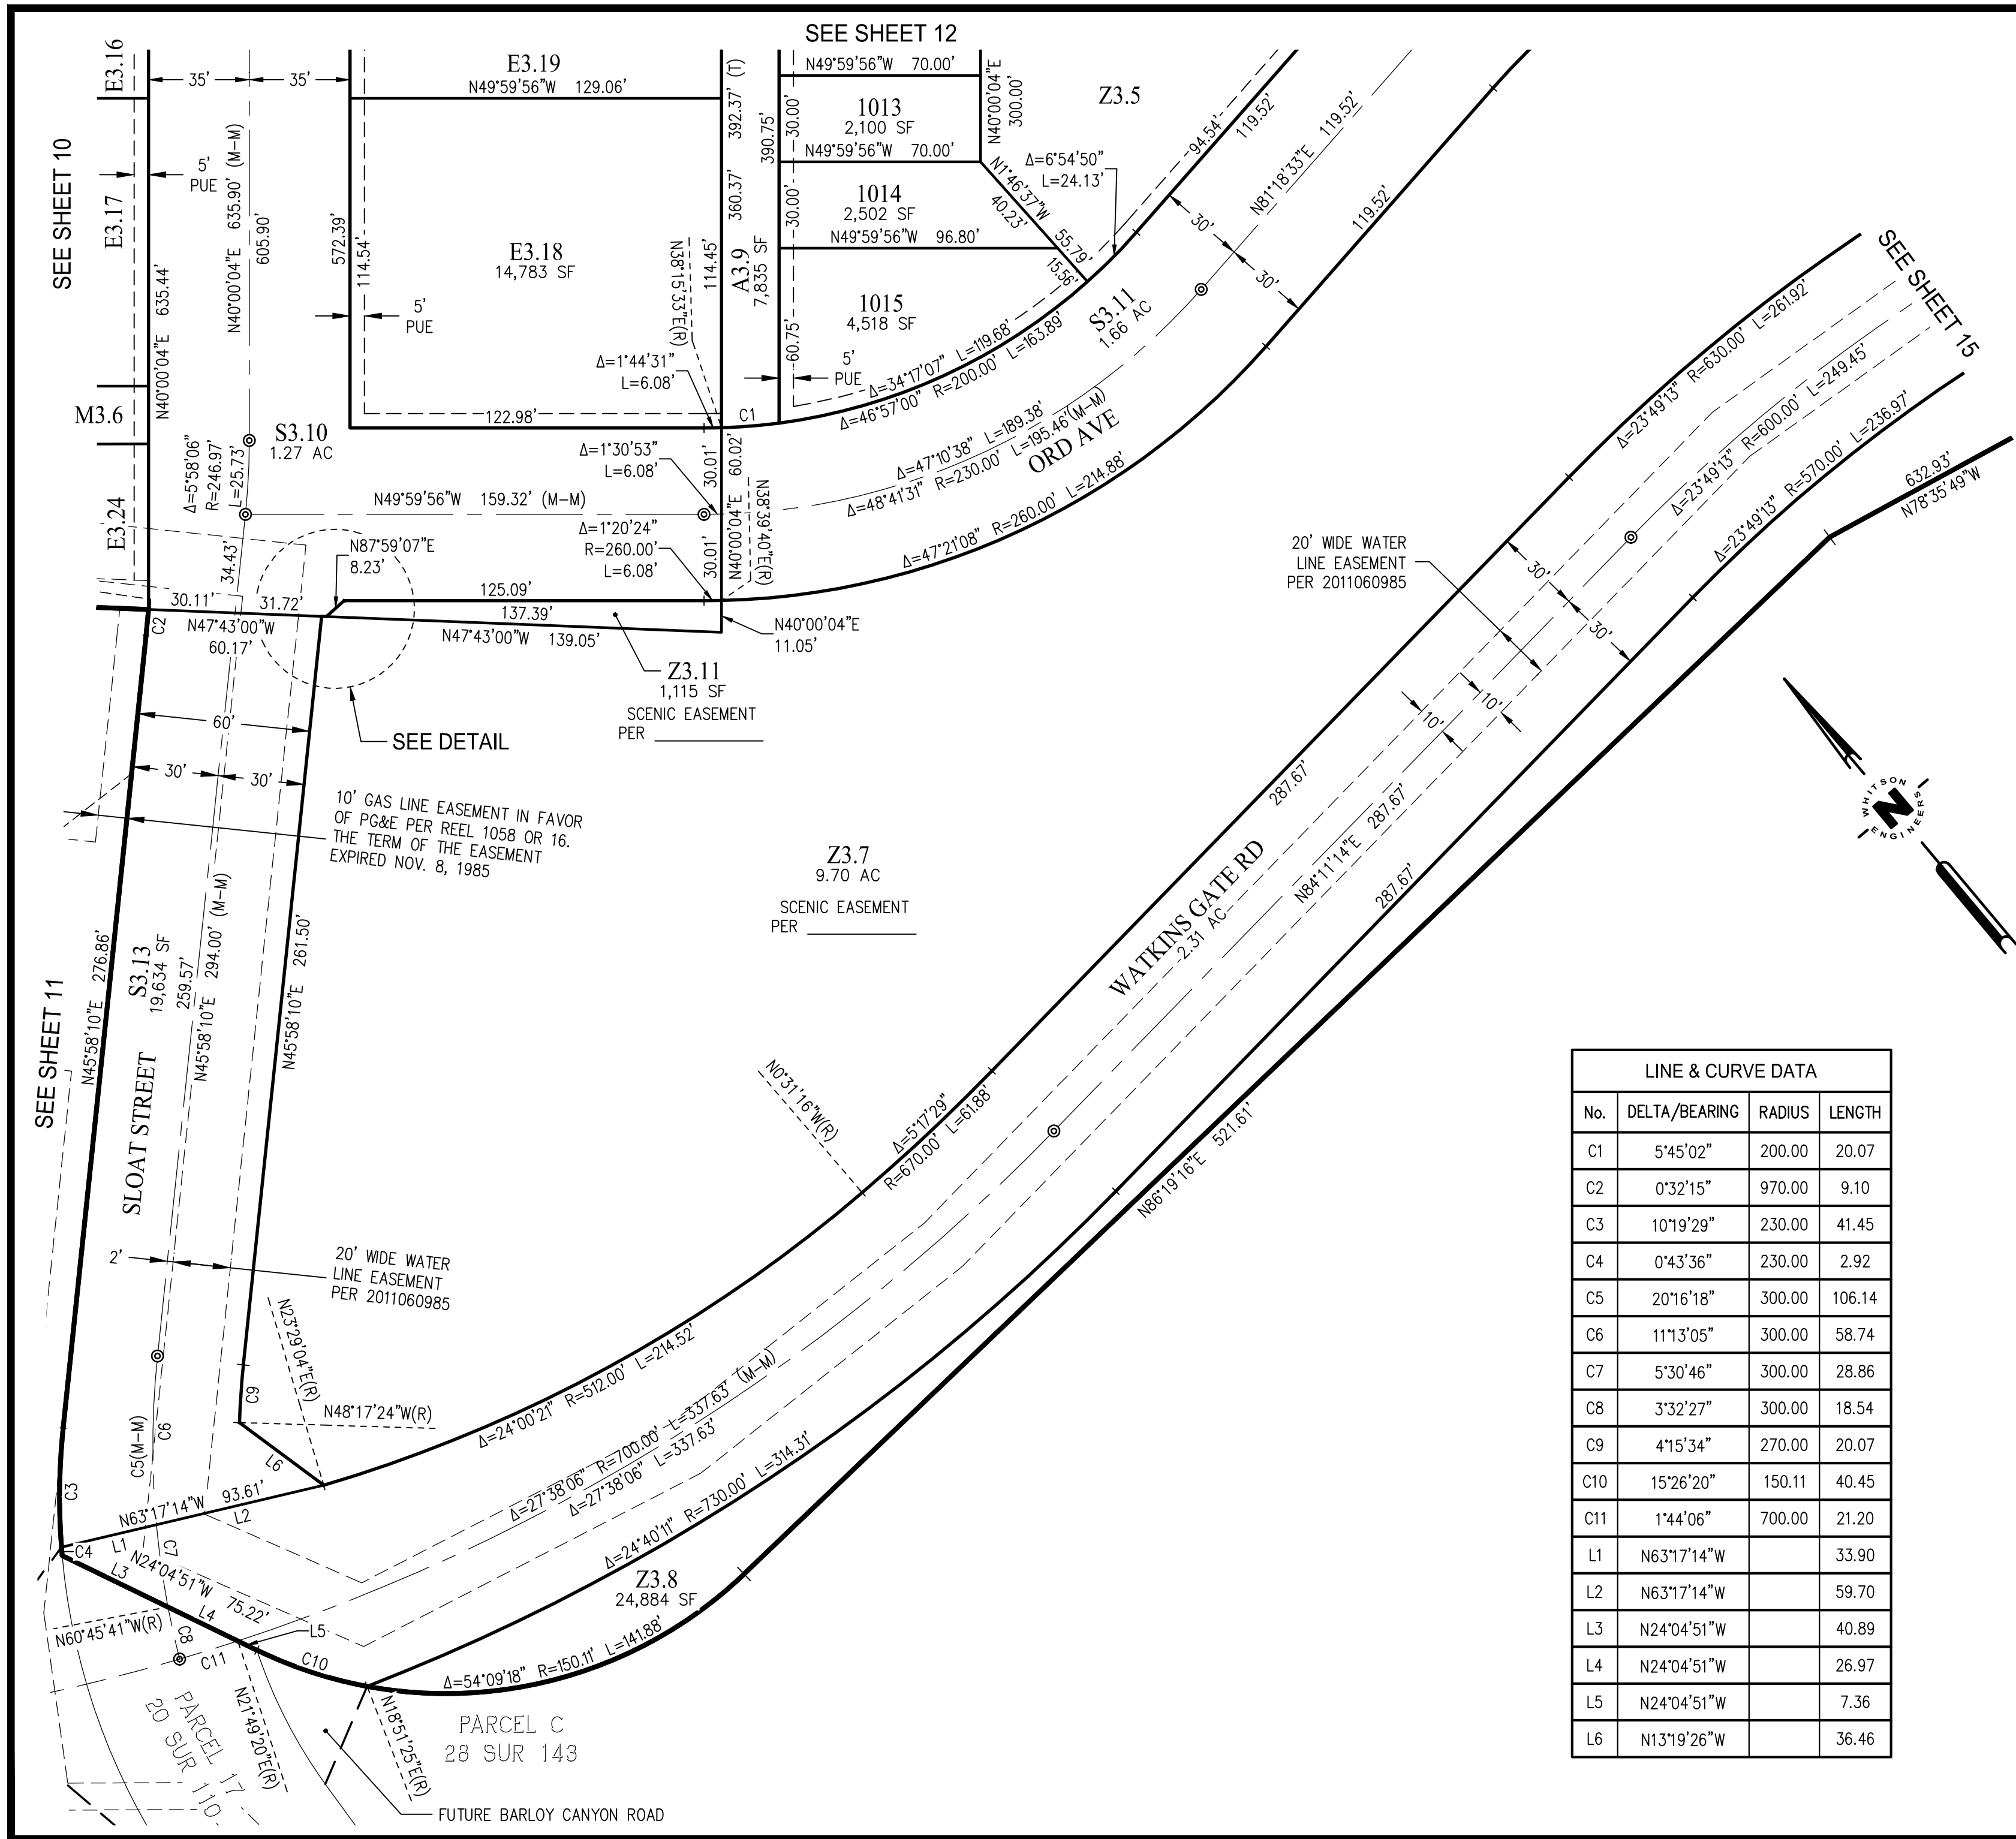 SEE SHEET 12
E3.16
35'
35'
E3.19
N49°59'56"W 129.06'
392.37' (T)
390.75'
N49°59'56"W 70.00'
30.00'
1013
2,100 SF
N49°59'56"W 70.00'
N40°00'04"E
300.00'
Z3.5
94.54'
119.52'
N81°18'33"E 119.52'
119.52'
SEE SHEET 10
5'
PUE
E3.17
N40°00'04"E 635.90' (M-M)
605.90'
N40°00'04"E 635.44'
572.39'
114.54'
E3.18
14,783 SF
5'
PUE
360.37'
114.45'
A3.9
7,835 SF
N38°15'33"E(R)
30.00'
1014
2,502 SF
N49°59'56"W 96.80'
N1°46'37"W
40.23'
55.79'
15.56'
Δ=6°54'50"
L=24.13'
30'
30'
1015
4,518 SF
60.75'
5'
PUE
S3.11
1.66 AC
Δ=1°44'31"
L=6.08'
122.98'
C1
Δ=34°17'07" L=119.68'
Δ=46°57'00" R=200.00' L=163.89'
Δ=47°10'38" L=189.38'
Δ=48°41'31" R=230.00' L=195.46'(M-M)
ORD AVE
Δ=47°21'08" R=260.00' L=214.88'
M3.6
E3.24
S3.10
1.27 AC
Δ=5°58'06"
R=246.97'
L=25.73'
N49°59'56"W 159.32' (M-M)
Δ=1°30'53"
L=6.08'
Δ=1°20'24"
R=260.00'
L=6.08'
30.01'
30.01'
60.02'
N40°00'04"E
N38°39'40"E(R)
34.43'
N87°59'07"E
8.23'
125.09'
30.11'
31.72'
137.39'
C2
N47°43'00"W
60.17'
N47°43'00"W 139.05'
N40°00'04"E
11.05'
Z3.11
1,115 SF
SCENIC EASEMENT
PER
SEE DETAIL
60'
30'
30'
10' GAS LINE EASEMENT IN FAVOR
OF PG&E PER REEL 1058 OR 16.
THE TERM OF THE EASEMENT
EXPIRED NOV. 8, 1985
Z3.7
9.70 AC
SCENIC EASEMENT
PER
SEE SHEET 15
Δ=23°49'13" R=630.00' L=261.92'
Δ=23°49'13" R=600.00' L=249.45'
Δ=23°49'13" R=570.00' L=236.97'
632.93'
N78°35'49"W
20' WIDE WATER
LINE EASEMENT
PER 2011060985
30'
30'
10'
10'
287.67'
N84°11'14"E 287.67'
287.67'
WATKINS GATE RD
2.31 AC
WHITSON
N
ENGINEERS
SEE SHEET 11
N45°58'10"E 276.86'
S3.13
19,634 SF
259.57'
N45°58'10"E 294.00' (M-M)
N45°58'10"E 261.50'
SLOAT STREET
2'
20' WIDE WATER
LINE EASEMENT
PER 2011060985
N0°31'16"W(R)
Δ=5°17'29"
R=670.00' L=61.88'
N86°19'16"E 521.61'
N23°29'04"E(R)
C9
N48°17'24"W(R)
L6
Δ=24°00'21" R=512.00' L=214.52'
Δ=27°38'06" R=700.00' L=337.63' (M-M)
Δ=27°38'06" L=337.63'
Δ=24°40'11" R=730.00' L=314.31'
C5(M-M)
C6
C3
N63°17'14"W 93.61'
L2
L1
C4
L3
N24°04'51"W
75.22'
C7
L4
N60°45'41"W(R)
C8
C11
L5
C10
Z3.8
24,884 SF
Δ=54°09'18" R=150.11' L=141.88'
PARCEL 17
20 SUR 110
N21°49'20"E(R)
N18°51'25"E(R)
PARCEL C
28 SUR 143
FUTURE BARLOY CANYON ROAD
LINE & CURVE DATA
No. DELTA/BEARING RADIUS LENGTH
C1 5°45'02" 200.00 20.07
C2 0°32'15" 970.00 9.10
C3 10°19'29" 230.00 41.45
C4 0°43'36" 230.00 2.92
C5 20°16'18" 300.00 106.14
C6 11°13'05" 300.00 58.74
C7 5°30'46" 300.00 28.86
C8 3°32'27" 300.00 18.54
C9 4°15'34" 270.00 20.07
C10 15°26'20" 150.11 40.45
C11 1°44'06" 700.00 21.20
L1 N63°17'14"W 33.90
L2 N63°17'14"W 59.70
L3 N24°04'51"W 40.89
L4 N24°04'51"W 26.97
L5 N24°04'51"W 7.36
L6 N13°19'26"W 36.46